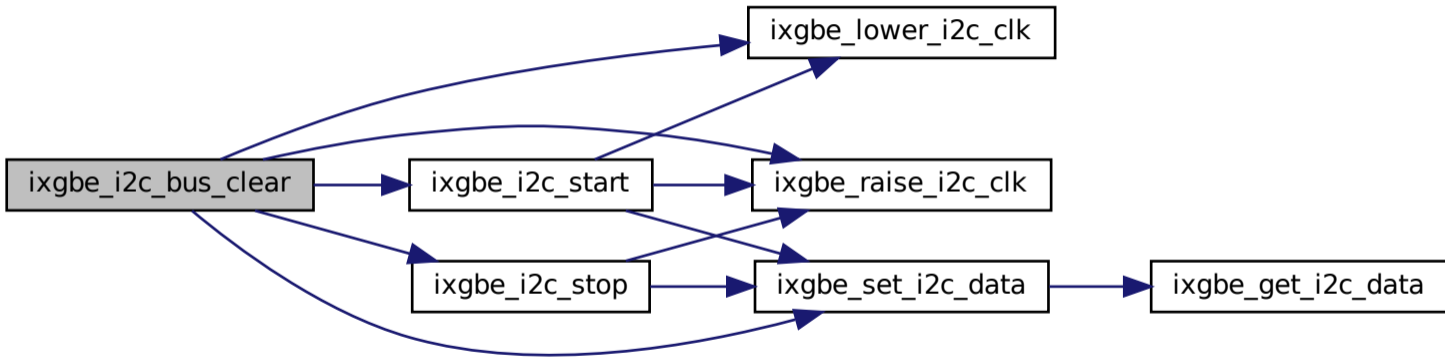 ixgbe_lower_i2c_clk
ixgbe_i2c_bus_clear
ixgbe_i2c_start
ixgbe_raise_i2c_clk
ixgbe_i2c_stop
ixgbe_set_i2c_data
ixgbe_get_i2c_data